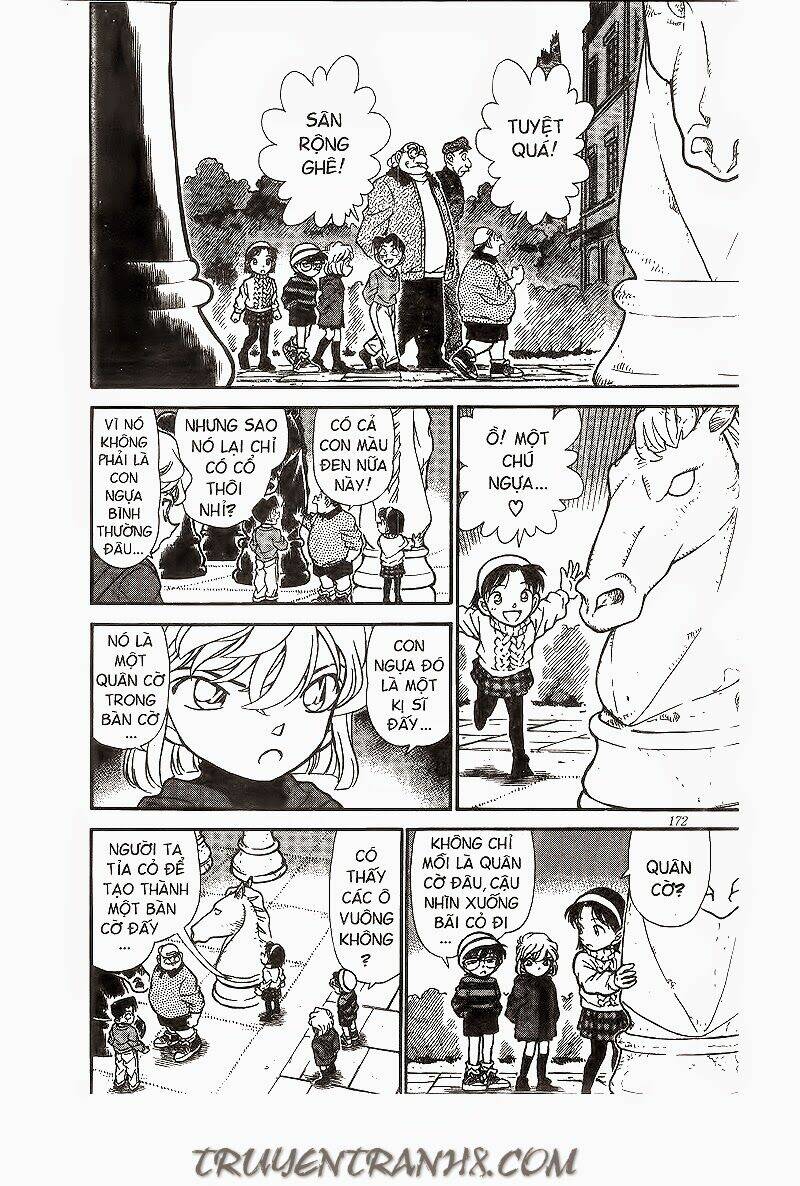 TUYỆT
QUÁ!
SÂN
RỘNG
GHÊ!
Ồ! MỘT
CHÚ
NGỰA...
♡
CÓ CẢ
CON MÀU
ĐEN NỮA
NÀY!
NHƯNG SAO
NÓ LẠI CHỈ
CÓ CỔ
THÔI
NHỈ?
VÌ NÓ
KHÔNG
PHẢI LÀ
CON
NGỰA
BÌNH
THƯỜNG
ĐÂU...
CON
NGỰA ĐÓ
LÀ MỘT
KỊ SĨ
ĐẤY...
NÓ LÀ
MỘT
QUÂN CỜ
TRONG
BÀN CỜ
...
172
QUÂN
CỜ?
KHÔNG CHỈ
MỖI LÀ QUÂN
CỜ ĐÂU, CẬU
NHÌN XUỐNG
BÃI CỎ ĐI
...
CÓ
THẤY
CÁC Ô
VUÔNG
KHÔNG
?
NGƯỜI TA
TỈA CỎ ĐỂ
TẠO THÀNH
MỘT BÀN
CỜ ĐẤY
...
TRUYENTRANH8.COM